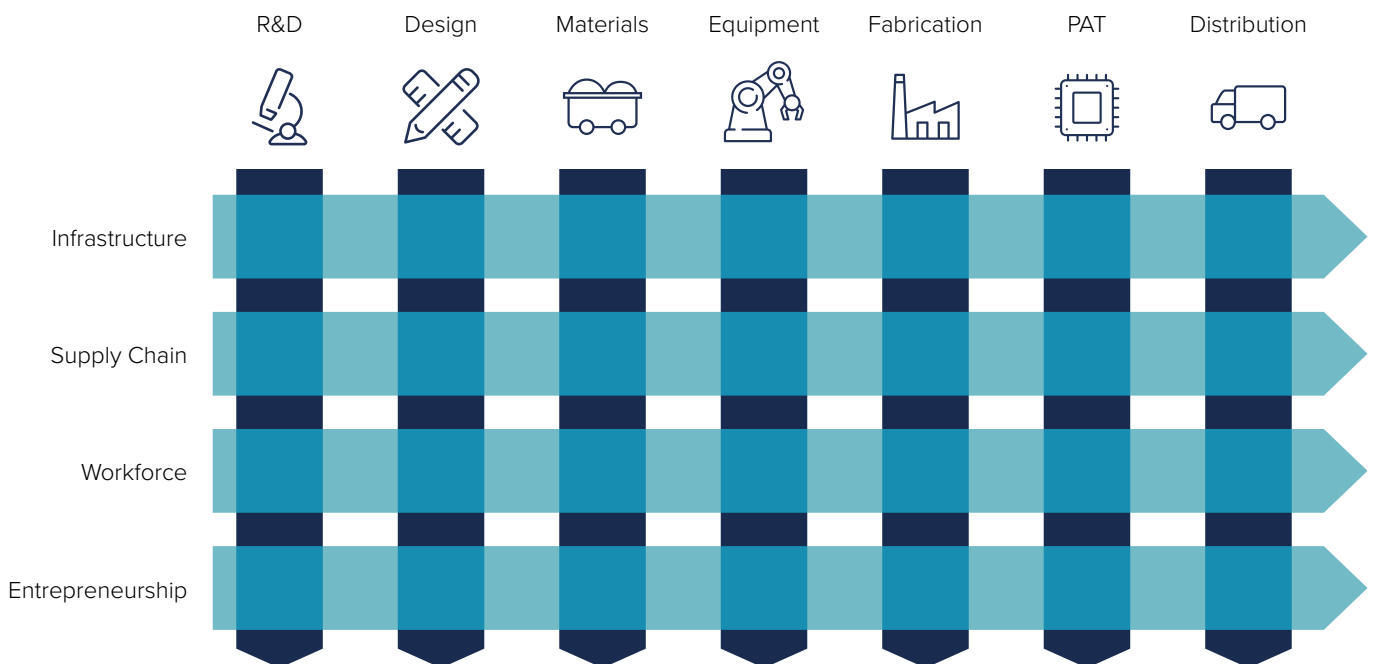 R&D Design Materials Equipment Fabrication PAT Distribution
Infrastructure
Supply Chain
Workforce
Entrepreneurship